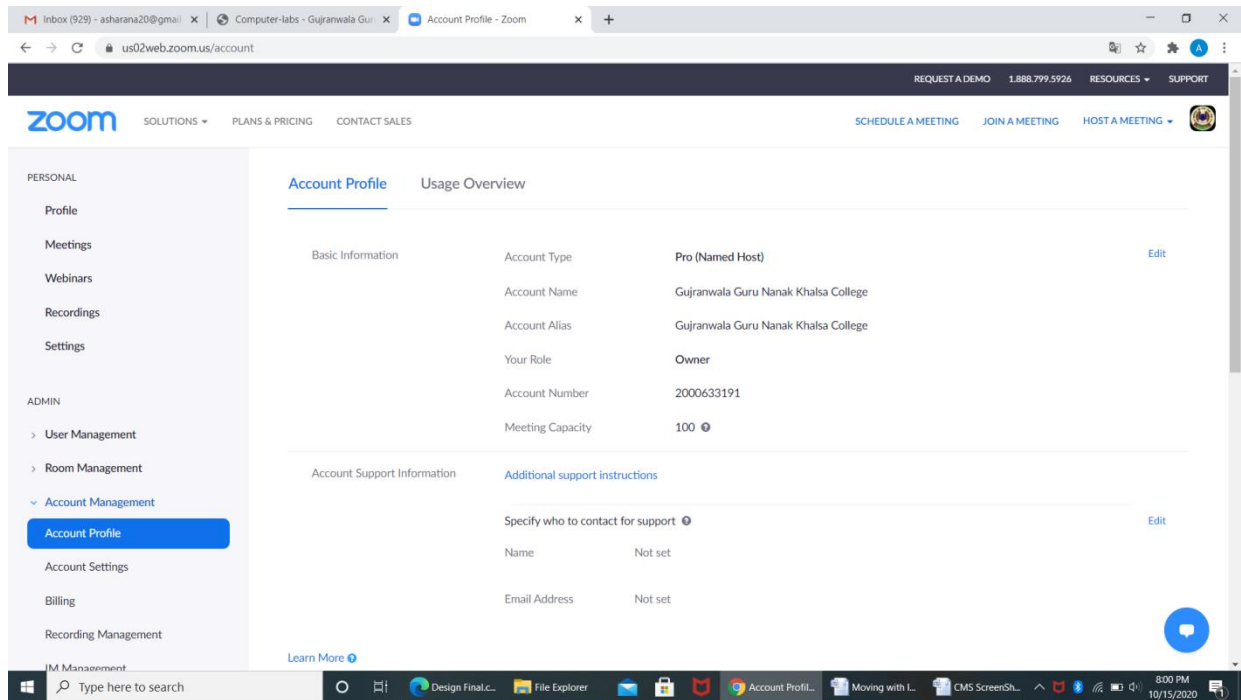 Inbox (929) - asharana20@gmail
Computer-labs - Gujranwala Gur
Account Profile - Zoom
us02web.zoom.us/account
A
REQUEST A DEMO 1.888.799.5926 RESOURCES SUPPORT
zoom SOLUTIONS PLANS & PRICING CONTACT SALES SCHEDULE A MEETING JOIN A MEETING HOST A MEETING
PERSONAL
Profile
Meetings
Webinars
Recordings
Settings
ADMIN
User Management
Room Management
Account Management
Account Profile
Account Settings
Billing
Recording Management
IM Management
Account Profile Usage Overview
Basic Information
Account Type Pro (Named Host) Edit
Account Name Gujranwala Guru Nanak Khalsa College
Account Alias Gujranwala Guru Nanak Khalsa College
Your Role Owner
Account Number 2000633191
Meeting Capacity 100
Account Support Information Additional support instructions
Specify who to contact for support Edit
Name Not set
Email Address Not set
Learn More
Type here to search Design Final.c... File Explorer Account Profil... Moving with I... CMS ScreenSh... 8:00 PM
10/15/2020